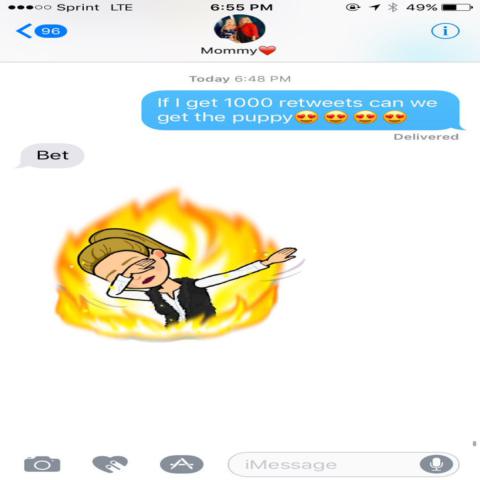 Sprint LTE 6:55 PM 49%
96
Mommy❤️
Today 6:48 PM
If I get 1000 retweets can we
get the puppy😍😍😍😍
Delivered
Bet
iMessage